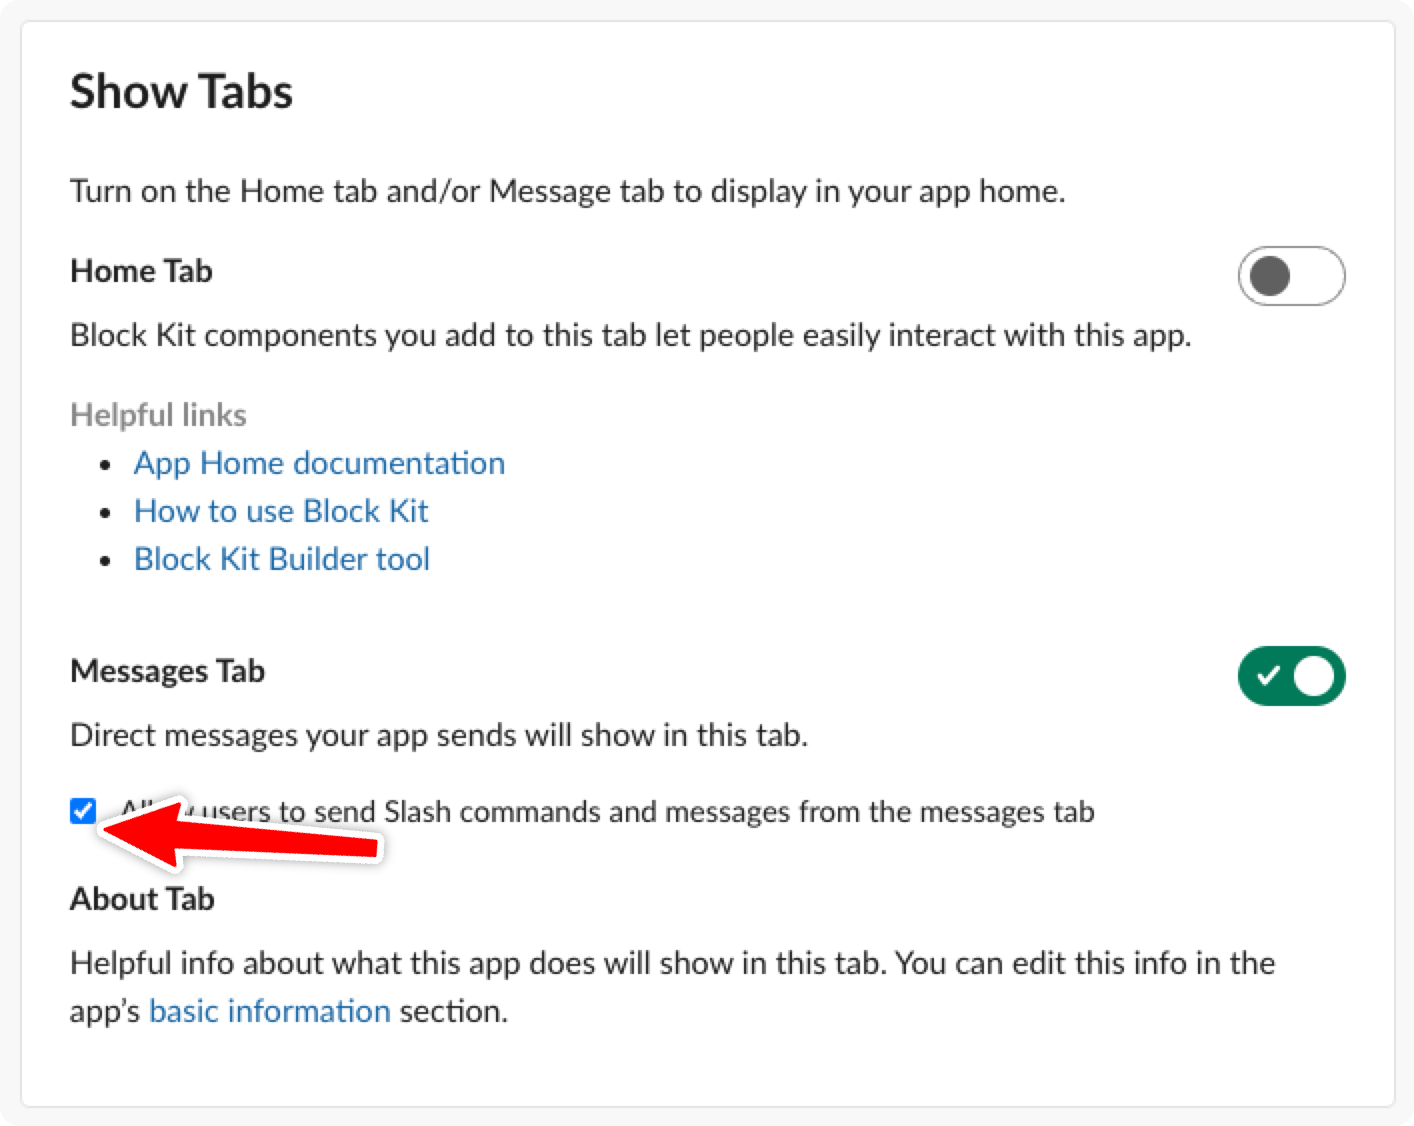 Show Tabs
Turn on the Home tab and/or Message tab to display in your app home.
Home Tab
Block Kit components you add to this tab let people easily interact with this app.
Helpful links
• App Home documentation
• How to use Block Kit
• Block Kit Builder tool
Messages Tab
Direct messages your app sends will show in this tab.
users to send Slash commands and messages from the messages tab
About Tab
Helpful info about what this app does will show in this tab. You can edit this info in the
app’s basic information section.